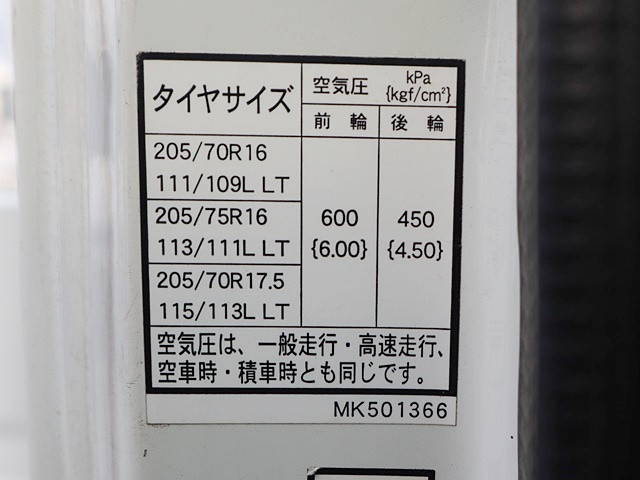 タイヤサイズ
空気圧 kPa
{kgf/cm²}
前 輪 後 輪
205/70R16
111/109L LT
205/75R16
113/111L LT
205/70R17.5
115/113L LT
600 450
{6.00} {4.50}
空気圧は、一般走行・高速走行、
空車時・積車時とも同じです。
MK501366